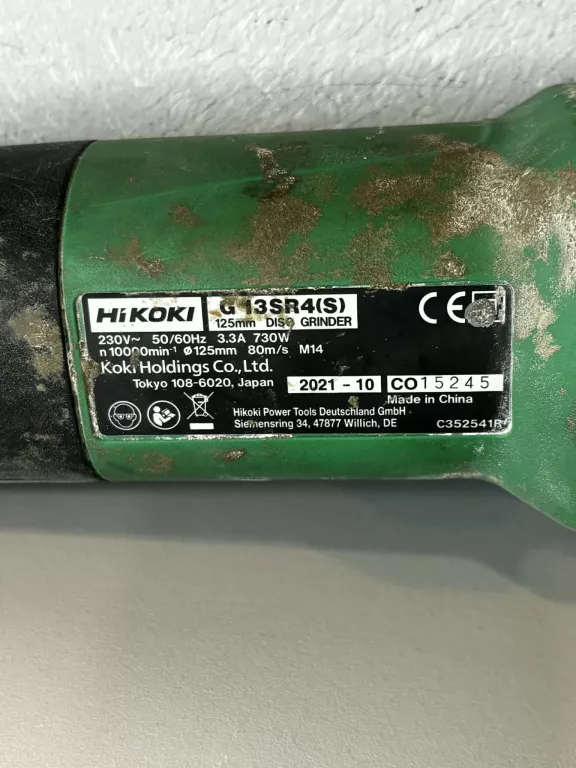 HiKOKI
G 13SR4(S)
125mm DISC GRINDER
CE
230V~ 50/60Hz 3.3A 730W
n10000min⁻¹ ø125mm 80m/s M14
Koki Holdings Co., Ltd.
Tokyo 108-6020, Japan
2021 - 10
CO15245
Made in China
Hikoki Power Tools Deutschland GmbH
Siemensring 34, 47877 Willich, DE
C352541R